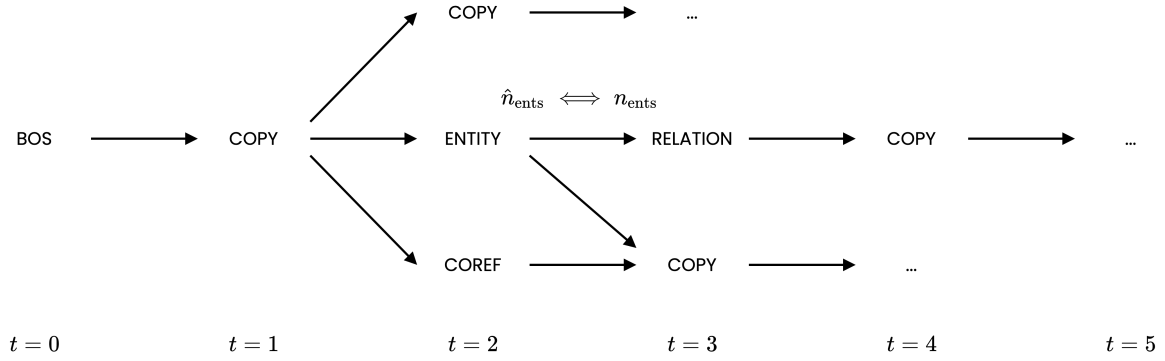 COPY ...
n̂ents ⟺ nents
BOS COPY ENTITY RELATION COPY ...
COREF COPY ...
t = 0 t = 1 t = 2 t = 3 t = 4 t = 5